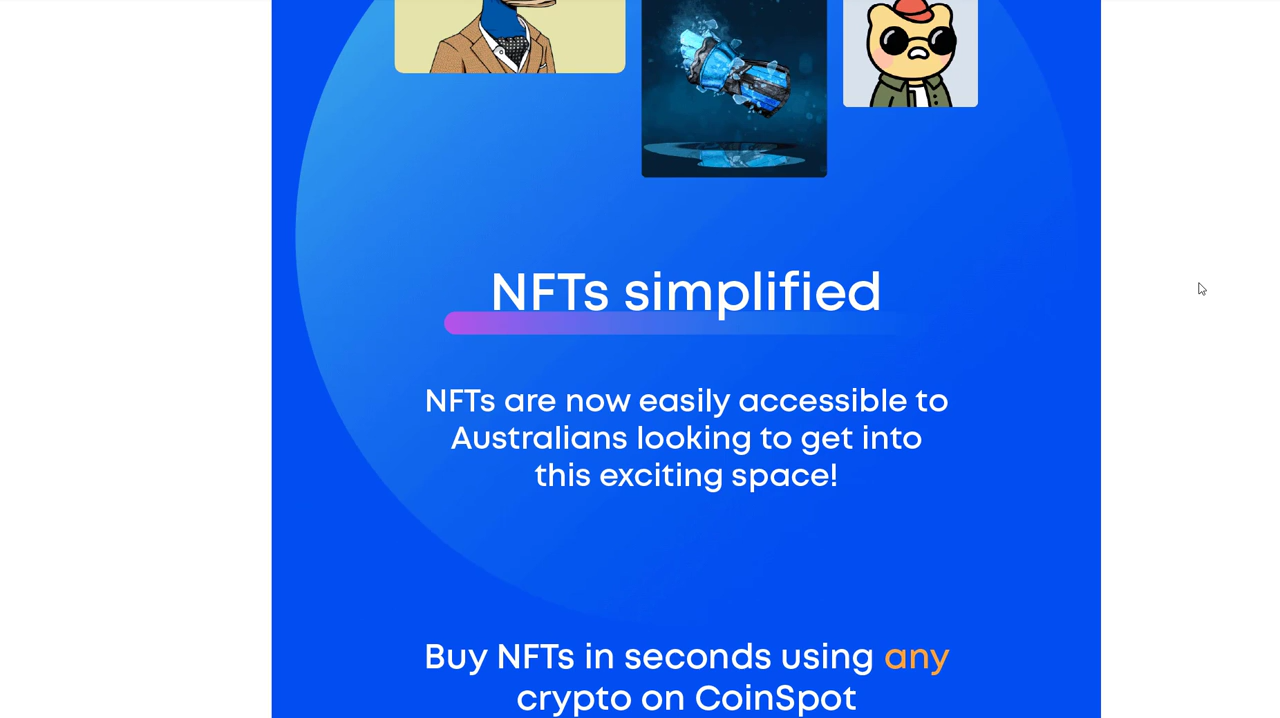 NFTs simplified
NFTs are now easily accessible to
Australians looking to get into
this exciting space!
Buy NFTs in seconds using any
crypto on CoinSpot